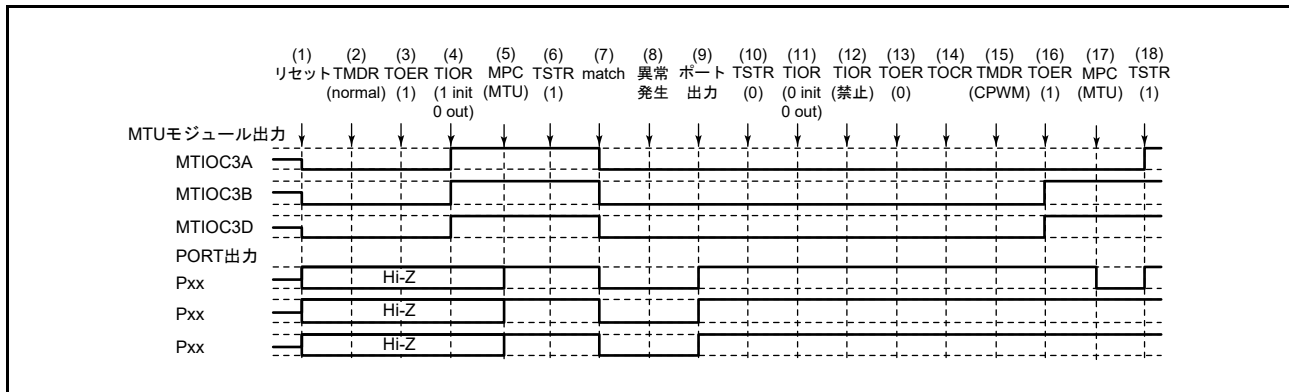 (1) (2) (3) (4) (5) (6) (7) (8) (9) (10) (11) (12) (13) (14) (15) (16) (17) (18)
リセット TMDR TOER TIOR MPC TSTR match 異常 ポート TSTR TIOR TIOR TOER TOCR TMDR TOER MPC TSTR
(normal) (1) (1 init (MTU) (1) 発生 出力 (0) (0 init (禁止) (0) (CPWM) (1) (MTU) (1)
0 out) 0 out)
MTUモジュール出力
MTIOC3A
MTIOC3B
MTIOC3D
PORT出力
Pxx Hi-Z
Pxx Hi-Z
Pxx Hi-Z